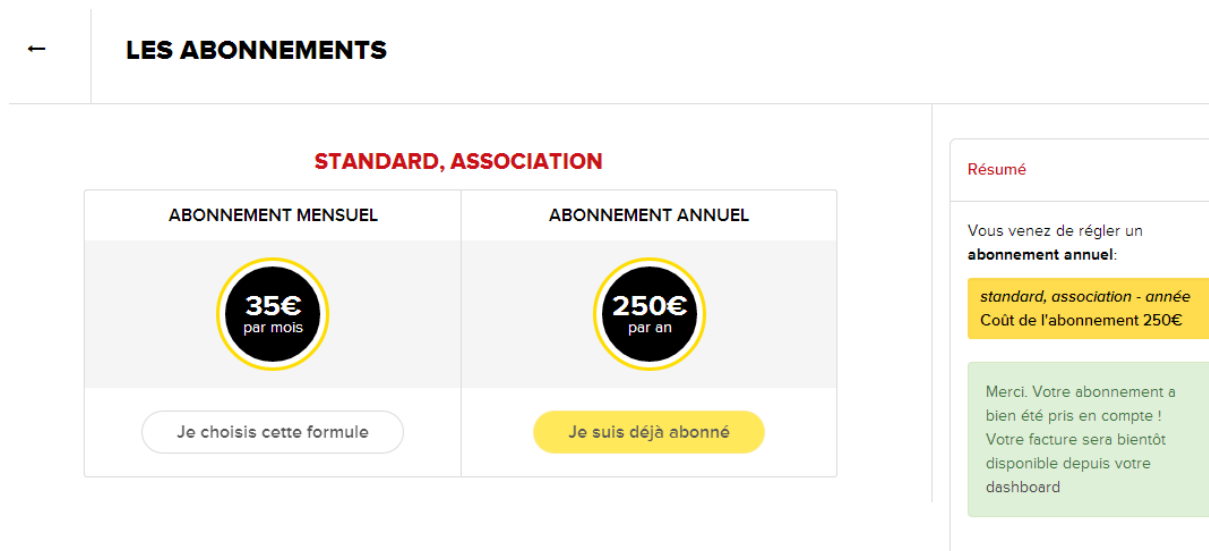 ←
LES ABONNEMENTS
STANDARD, ASSOCIATION
ABONNEMENT MENSUEL
35€
par mois
Je choisis cette formule
ABONNEMENT ANNUEL
250€
par an
Je suis déjà abonné
Résumé
Vous venez de régler un
abonnement annuel:
standard, association - année
Coût de l'abonnement 250€
Merci. Votre abonnement a
bien été pris en compte !
Votre facture sera bientôt
disponible depuis votre
dashboard